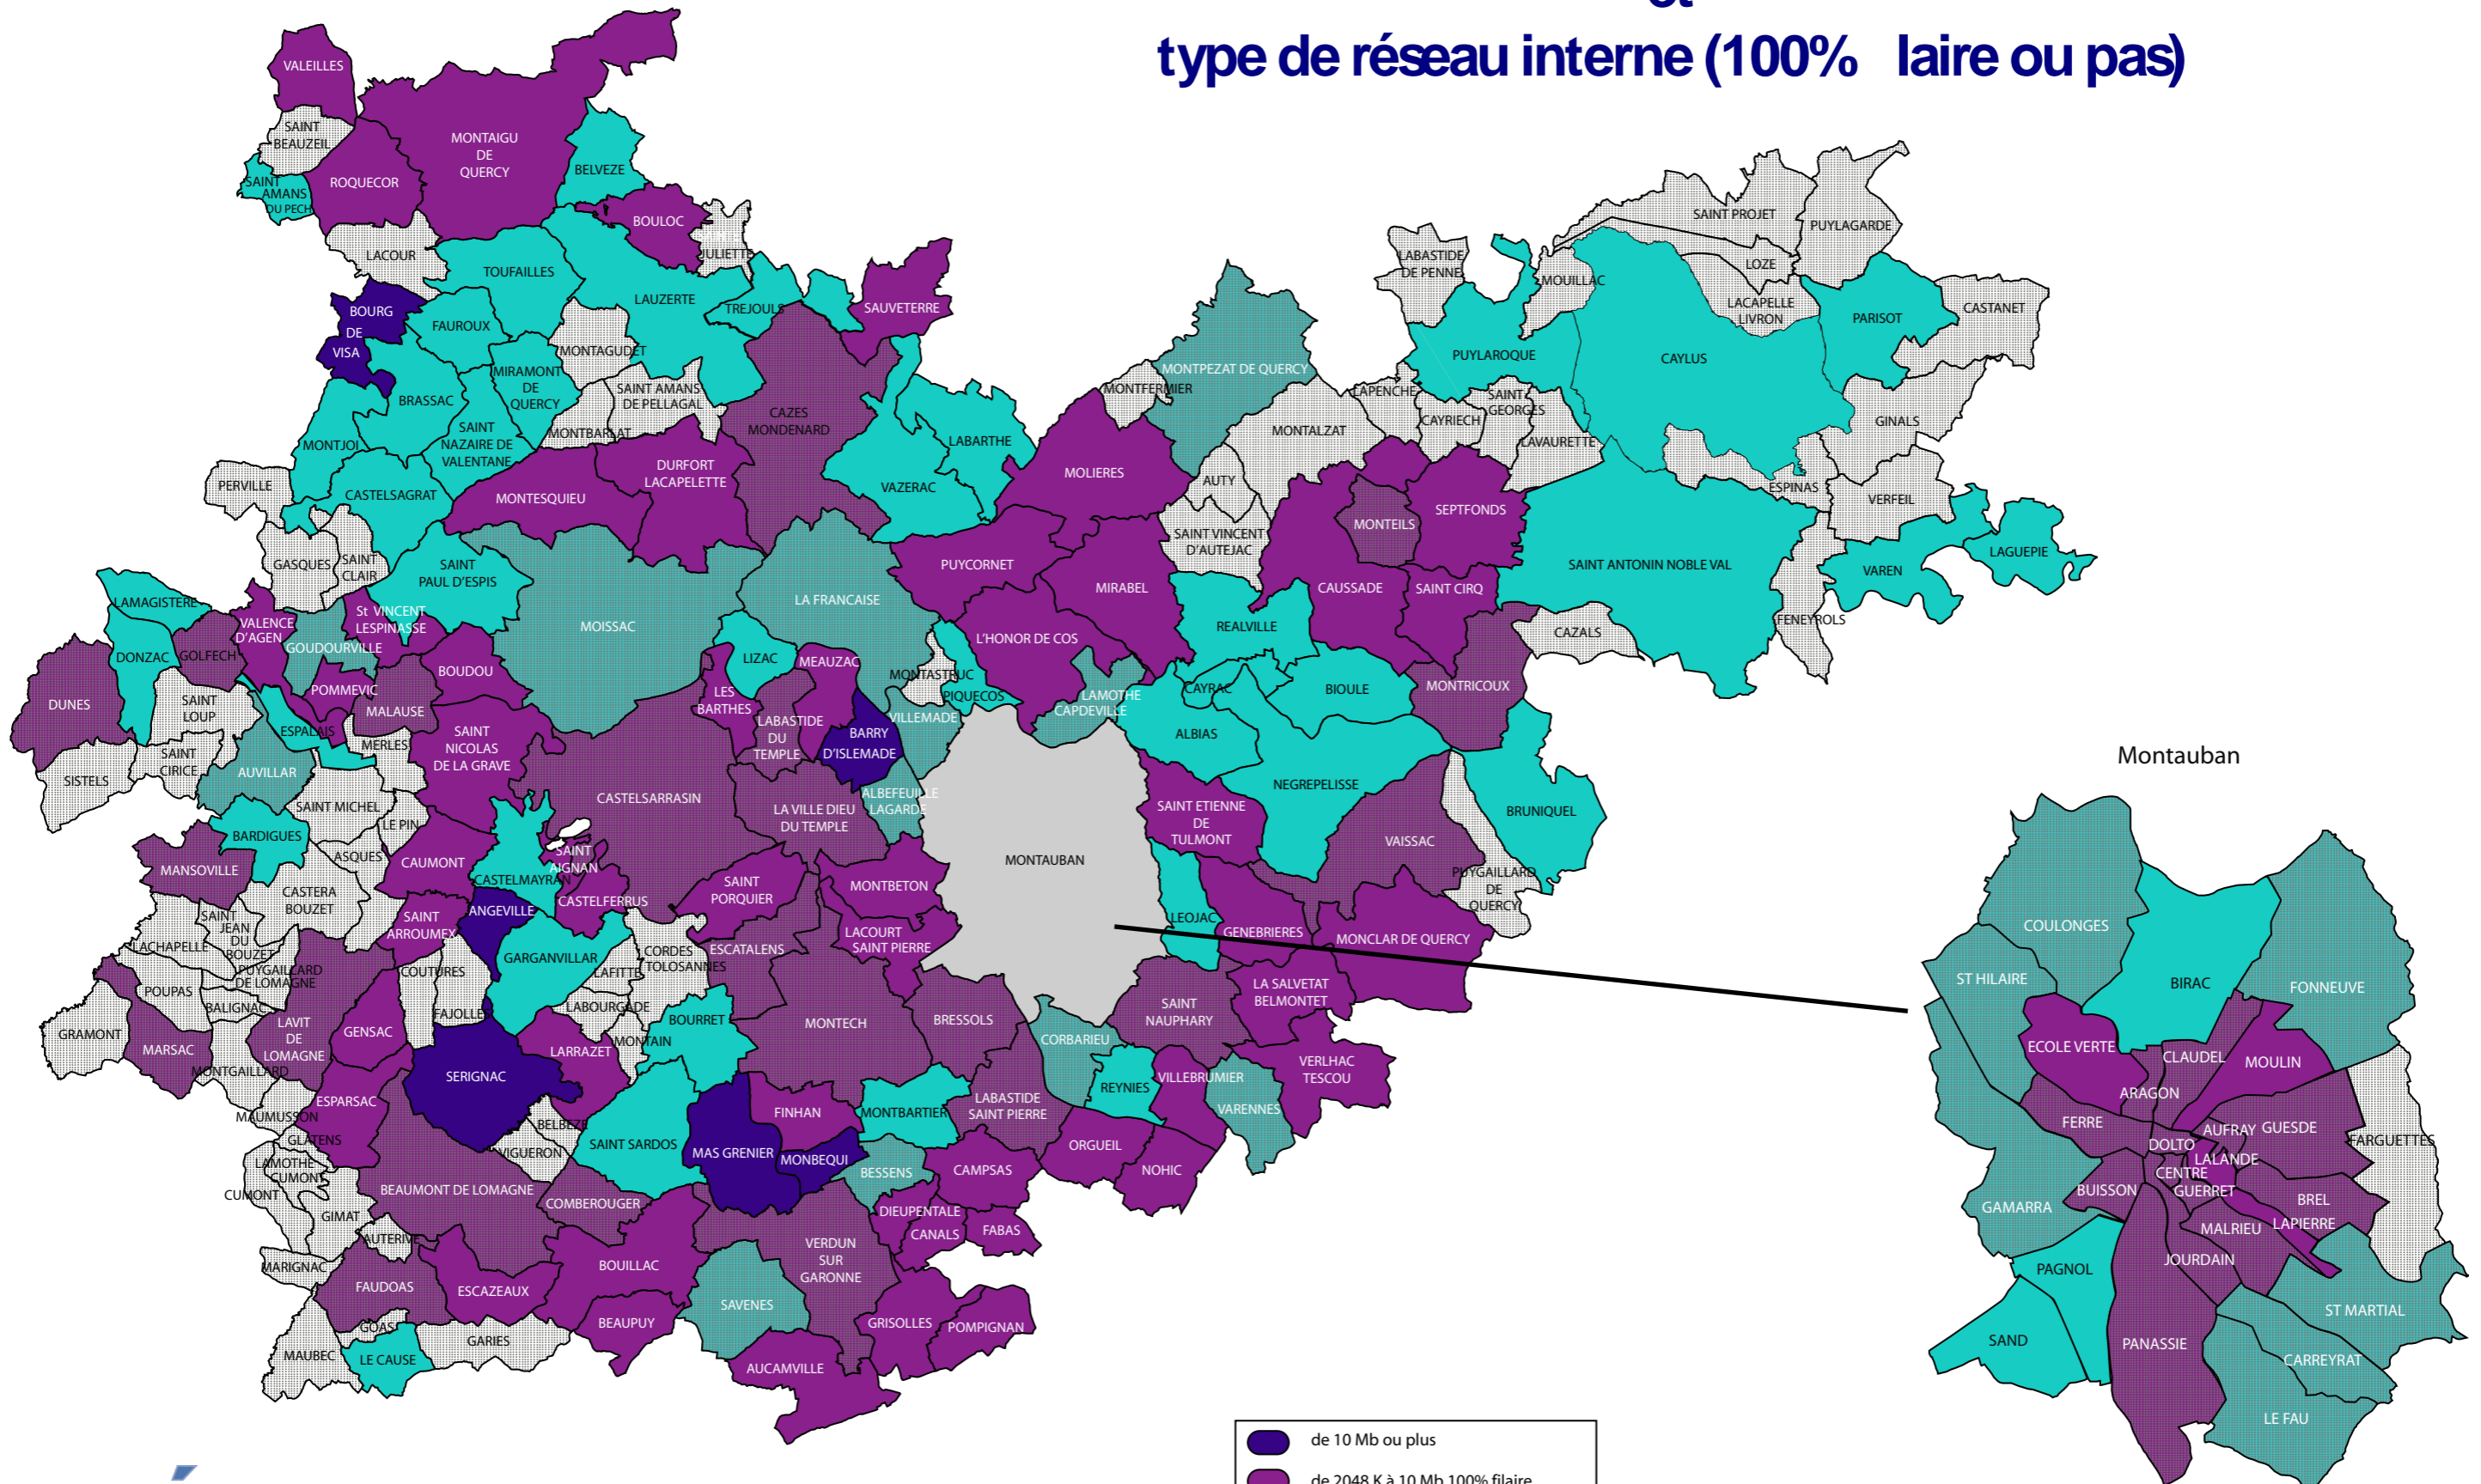 type de réseau interne (100% laire ou pas)
VALEILLES
SAINT
BEAUZEIL
MONTAIGU
DE
QUERCY
BELVEZE
SAINT
AMANS
DU PECH
ROQUECOR
BOULOC
JULIETTE
LACOUR
TOUFAILLES
LAUZERTE
TREJOULS
SAUVETERRE
BOURG
DE
VISA
FAUROUX
MONTAGUDET
MIRAMONT
DE
QUERCY
BRASSAC
SAINT AMANS
DE PELLAGAL
CAZES
MONDENARD
MONTBARLAT
SAINT
NAZAIRE DE
VALENTANE
MONTJOI
LABARTHE
VAZERAC
DURFORT
LACAPELETTE
MONTESQUIEU
CASTELSAGRAT
PERVILLE
GASQUES
SAINT
CLAIR
SAINT
PAUL D'ESPIS
MOISSAC
LA FRANCAISE
LABASTIDE
DE PENNE
MOUILLAC
SAINT PROJET
PUYLAGARDE
LOZE
LACAPELLE
LIVRON
PARISOT
CASTANET
PUYLAROQUE
CAYLUS
MONTPEZAT DE QUERCY
MONTFERMIER
LAPENCHE
CAYRIECH
SAINT
GEORGES
LAVAURETTE
MONTALZAT
GINALS
MOLIERES
AUTY
ESPINAS
VERFEIL
SAINT VINCENT
D'AUTEJAC
MONTEILS
SEPTFONDS
SAINT ANTONIN NOBLE VAL
LAGUEPIE
VAREN
PUYCORNET
MIRABEL
CAUSSADE
SAINT CIRQ
FENEYROLS
CAZALS
L'HONOR DE COS
REALVILLE
LAMAGISTERE
VALENCE
D'AGEN
St VINCENT
LESPINASSE
GOUDOURVILLE
DONZAC
GOLFECH
DUNES
POMMEVIC
BOUDOU
MALAUSE
LIZAC
MEAUZAC
LES
BARTHES
MONTASTRUC
PIQUECOS
LAMOTHE
CAPDEVILLE
CAYRAC
BIOULE
MONTRICOUX
SAINT
LOUP
ESPALAIS
MERLES
SAINT
NICOLAS
DE LA GRAVE
LABASTIDE
DU
TEMPLE
BARRY
D'ISLEMADE
VILLEMADE
ALBIAS
SISTELS
SAINT
CIRICE
AUVILLAR
NEGREPELISSE
BRUNIQUEL
Montauban
SAINT MICHEL
LE PIN
CASTELSARRASIN
LA VILLE DIEU
DU TEMPLE
ALBEFEUILLE
LAGARDE
SAINT ETIENNE
DE
TULMONT
VAISSAC
BARDIGUES
MANSOVILLE
ASQUES
CAUMONT
SAINT
AIGNAN
CASTELMAYRAN
MONTAUBAN
PUYGAILLARD
DE
QUERCY
CASTERA
BOUZET
SAINT
ARROUMEX
ANGEVILLE
CASTELFERRUS
SAINT
PORQUIER
MONTBETON
LEOJAC
GENEBRIERES
MONCLAR DE QUERCY
SAINT
JEAN
DU
BOUZET
LACHAPELLE
PUYGAILLARD
DE LOMAGNE
COUTURES
GARGANVILLAR
LAFITTE
CORDES
TOLOSANNES
ESCATALENS
LACOURT
SAINT PIERRE
POUPAS
BALIGNAC
FAJOLLES
LABOURGADE
BOURRET
LA SALVETAT
BELMONTET
GRAMONT
MARSAC
LAVIT
DE
LOMAGNE
GENSAC
LARRAZET
MONTAIN
MONTECH
BRESSOLS
SAINT
NAUPHARY
CORBARIEU
MONTGAILLARD
SERIGNAC
REYNIES
VILLEBRUMIER
VERLHAC
TESCOU
VARENNES
MAUMUSSON
ESPARSAC
BELBEZE
SAINT SARDOS
FINHAN
MONTBARTIER
LABASTIDE
SAINT PIERRE
GLATENS
LAMOTHE
CUMONT
VIGUERON
MAS GRENIER
MONBEQUI
BESSENS
CAMPSAS
ORGUEIL
NOHIC
CUMONT
GIMAT
BEAUMONT DE LOMAGNE
COMBEROUGER
DIEUPENTALE
CANALS
FABAS
AUTERIVE
MARIGNAC
FAUDOAS
ESCAZEAUX
BOUILLAC
VERDUN
SUR
GARONNE
SAVENES
GOAS
MAUBEC
LE CAUSE
GARIES
BEAUPUY
GRISOLLES
POMPIGNAN
AUCAMVILLE
COULONGES
ST HILAIRE
BIRAC
FONNEUVE
ECOLE VERTE
CLAUDEL
MOULIN
ARAGON
FERRE
DOLTO
AUFRAY
GUESDE
FARGUETTES
LALANDE
CENTRE
BUISSON
GUERRET
BREL
GAMARRA
MALRIEU
LAPIERRE
JOURDAIN
PAGNOL
ST MARTIAL
SAND
PANASSIE
CARREYRAT
LE FAU
de 10 Mb ou plus
de 2048 K à 10 Mb 100% filaire